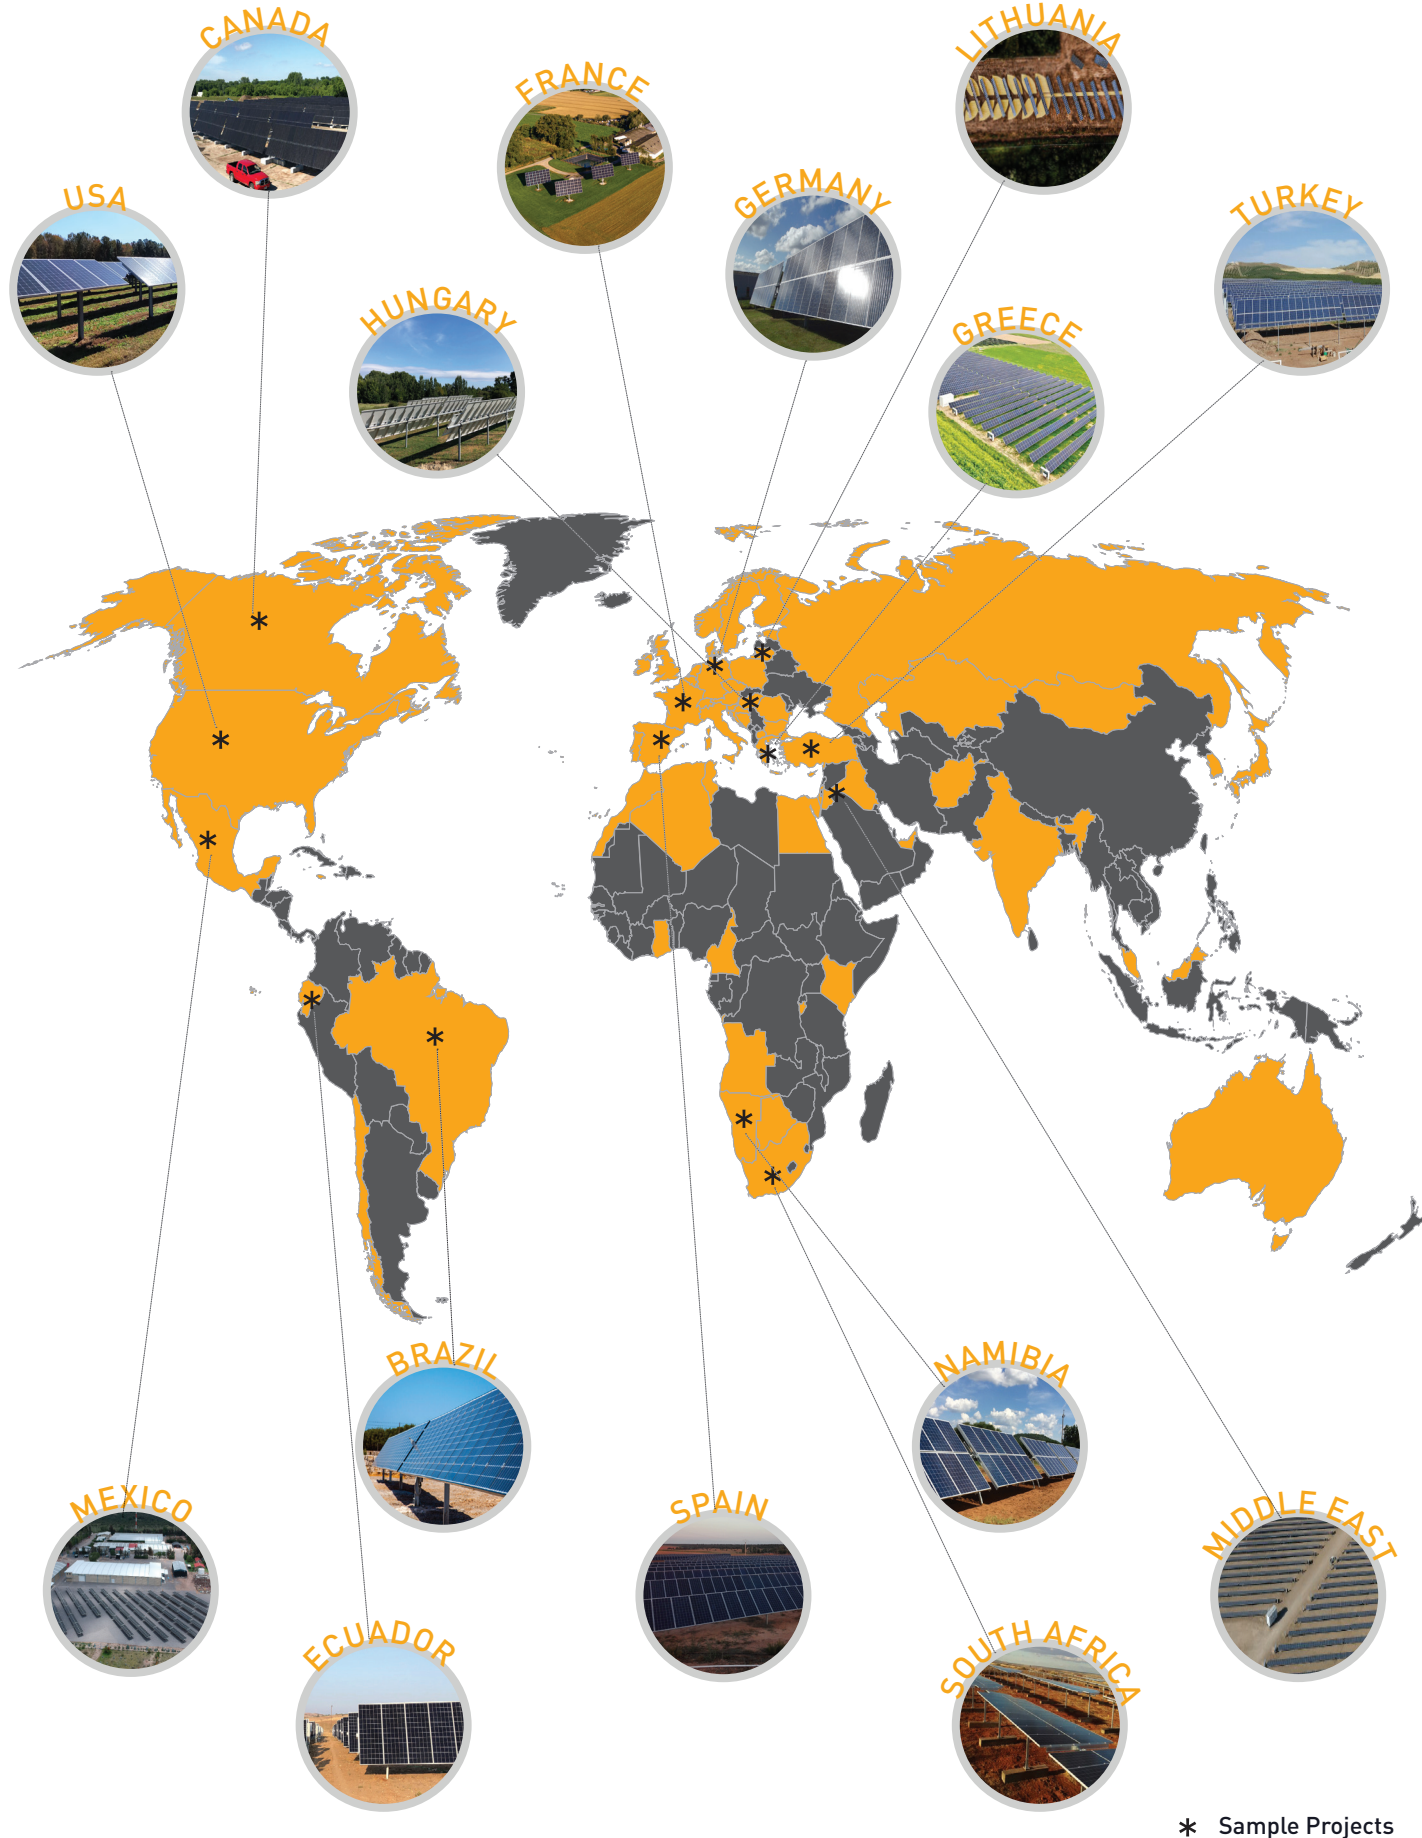 CANADA
LITHUANIA
FRANCE
USA
GERMANY
TURKEY
HUNGARY
GREECE
BRAZIL
NAMIBIA
MEXICO
SPAIN
MIDDLE EAST
ECUADOR
SOUTH AFRICA
* Sample Projects